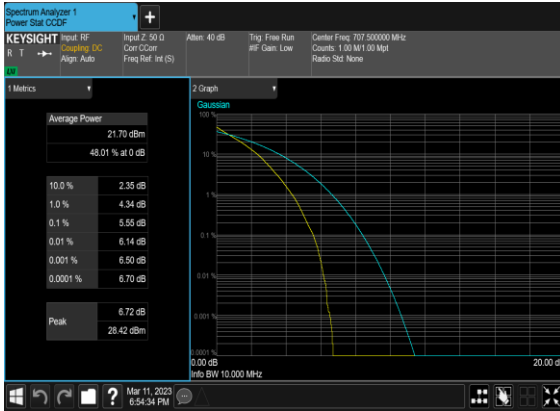 Spectrum Analyzer 1
Power Stat CCDF
KEYSIGHT
R T
Input: RF
Coupling: DC
Align: Auto
Input Z: 50 Ω
Corr CCorr
Freq Ref: Int (S)
Atten: 40 dB
Trig: Free Run
#IF Gain: Low
Center Freq: 707.500000 MHz
Counts: 1.00 M/1.00 Mpt
Radio Std: None
1 Metrics
Average Power
21.70 dBm
48.01 % at 0 dB
10.0 % 2.35 dB
1.0 % 4.34 dB
0.1 % 5.55 dB
0.01 % 6.14 dB
0.001 % 6.50 dB
0.0001 % 6.70 dB
Peak
6.72 dB
28.42 dBm
2 Graph
Gaussian
100 %
10 %
1 %
0.1 %
0.01 %
0.001 %
0.0001 %
0.00 dB
20.00 d
Info BW 10.000 MHz
Mar 11, 2023
6:54:34 PM